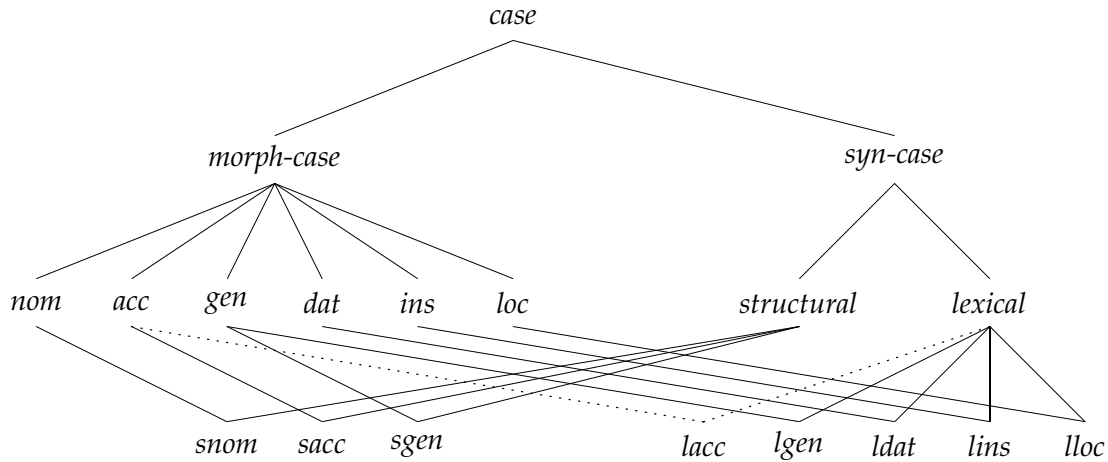 case
morph-case syn-case
nom acc gen dat ins loc structural lexical
snom sacc sgen lacc lgen ldat lins lloc